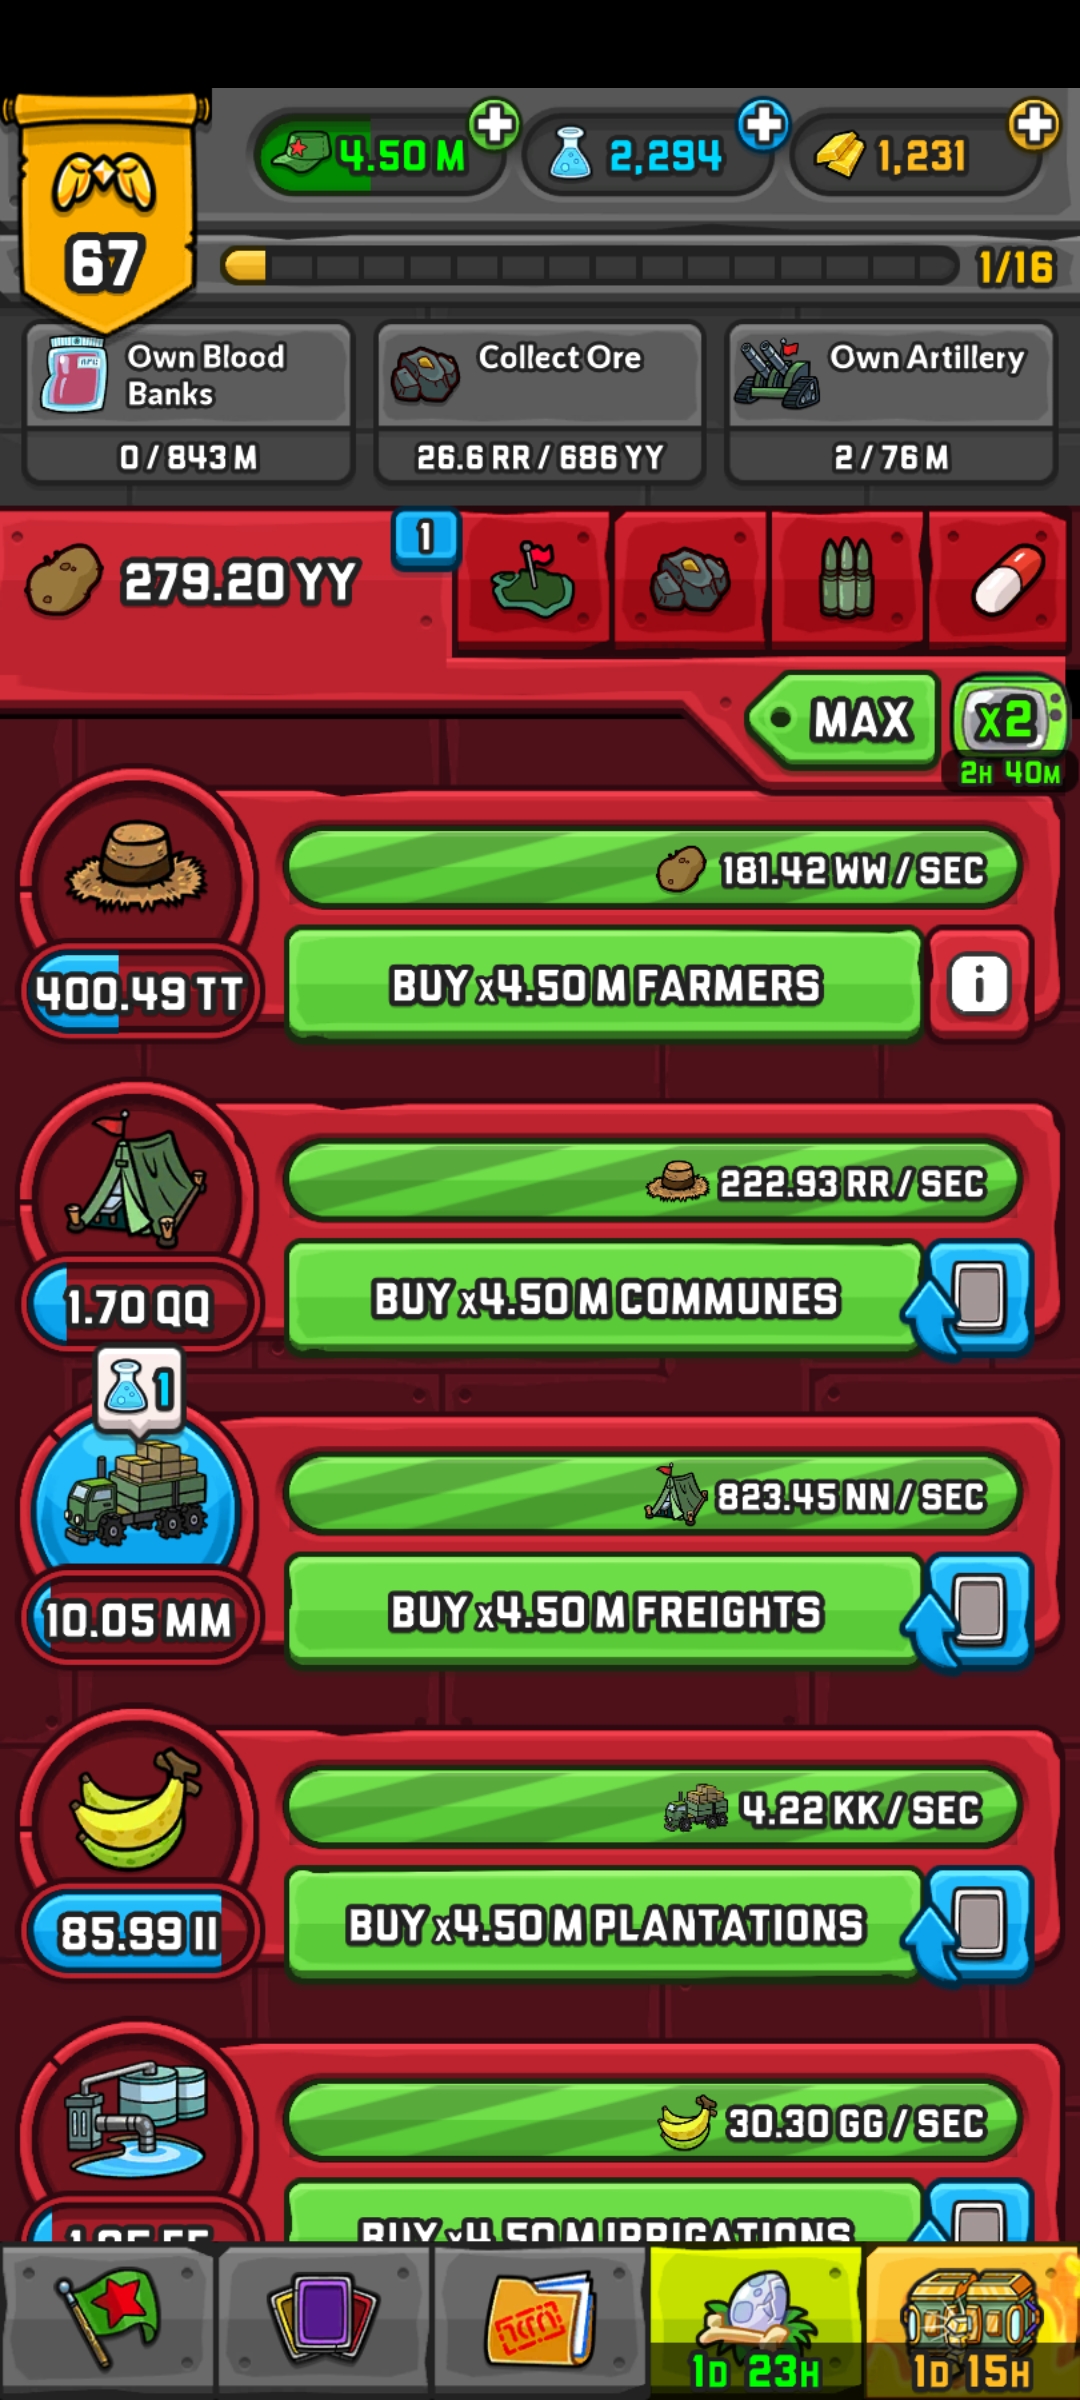 4.50 M
2,294
1,231
67
1/16
Own Blood Banks
Collect Ore
Own Artillery
0 / 843 M
26.6 RR / 686 YY
2 / 76 M
279.20 YY
1
MAX
x2
2H 40M
181.42 WW / SEC
400.49 TT
BUY x4.50 M FARMERS
i
222.93 RR / SEC
1.70 QQ
BUY x4.50 M COMMUNES
1
823.45 NN / SEC
10.05 MM
BUY x4.50 M FREIGHTS
4.22 KK / SEC
85.99 II
BUY x4.50 M PLANTATIONS
30.30 GG / SEC
BUY x4.50 M IRRIGATIONS
1D 23H
1D 15H